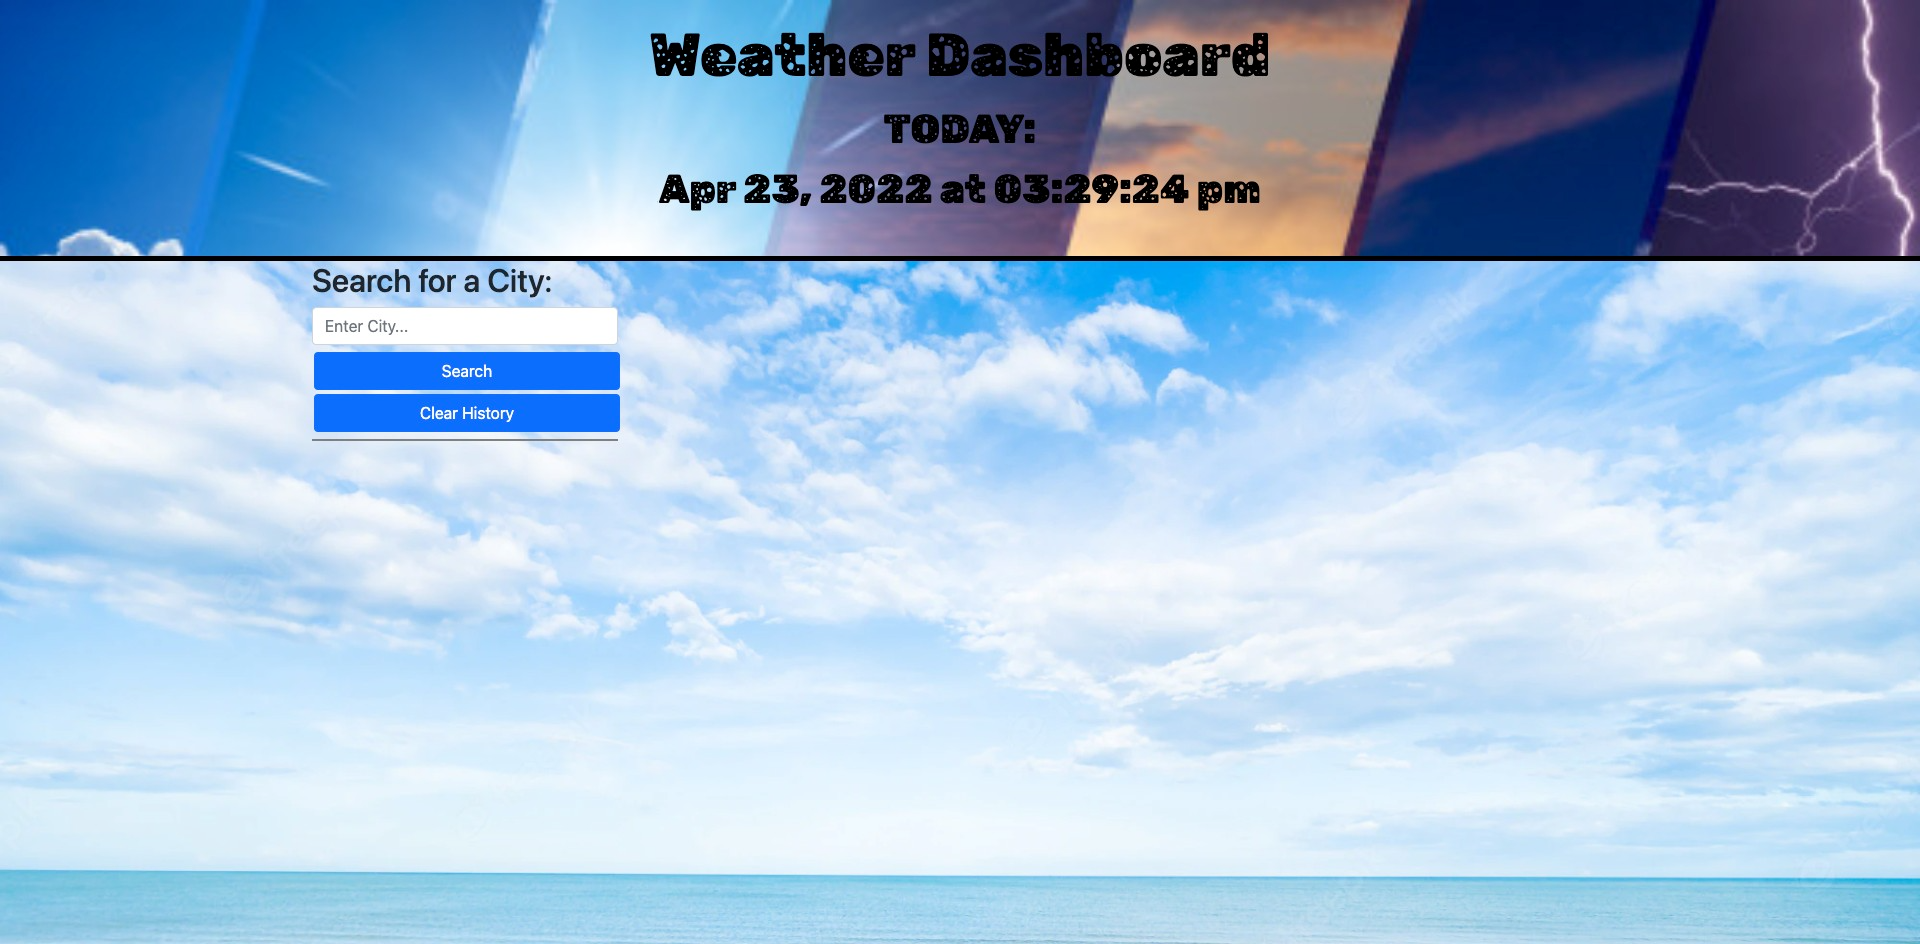 Weather Dashboard
TODAY:
Apr 23, 2022 at 03:29:24 pm
Search for a City:
Enter City...
Search
Clear History